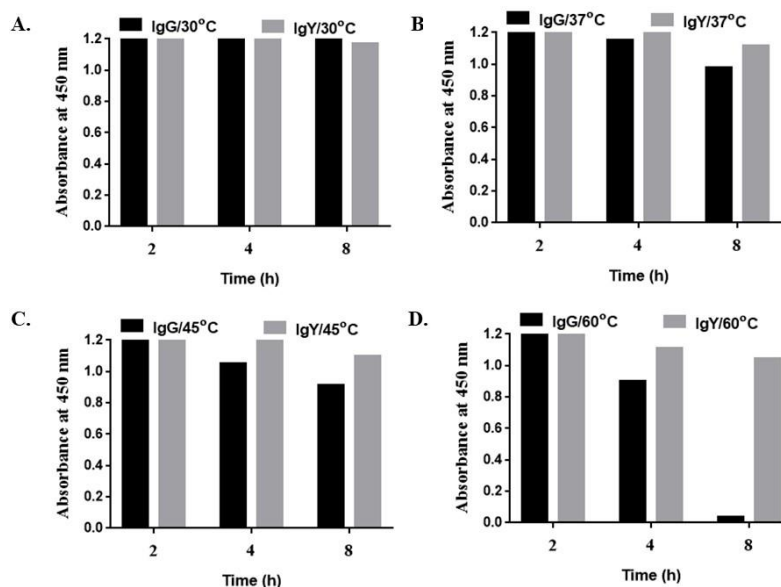 A.
IgG/30°C IgY/30°C
Absorbance at 450 nm
1.2
1.0
0.8
0.6
0.4
1.2
0.0
2 4 8
Time (h)
B
IgG/37°C IgY/37°C
Absorbance at 450 nm
1.2
1.0
0.8
0.6
0.4
1.2
0.0
2 4 8
Time (h)
C.
IgG/45°C IgY/45°C
Absorbance at 450 nm
1.2
1.0
0.8
0.6
0.4
1.2
0.0
2 4 8
Time (h)
D.
IgG/60°C IgY/60°C
Absorbance at 450 nm
1.2
1.0
0.8
0.6
0.4
1.2
0.0
2 4 8
Time (h)